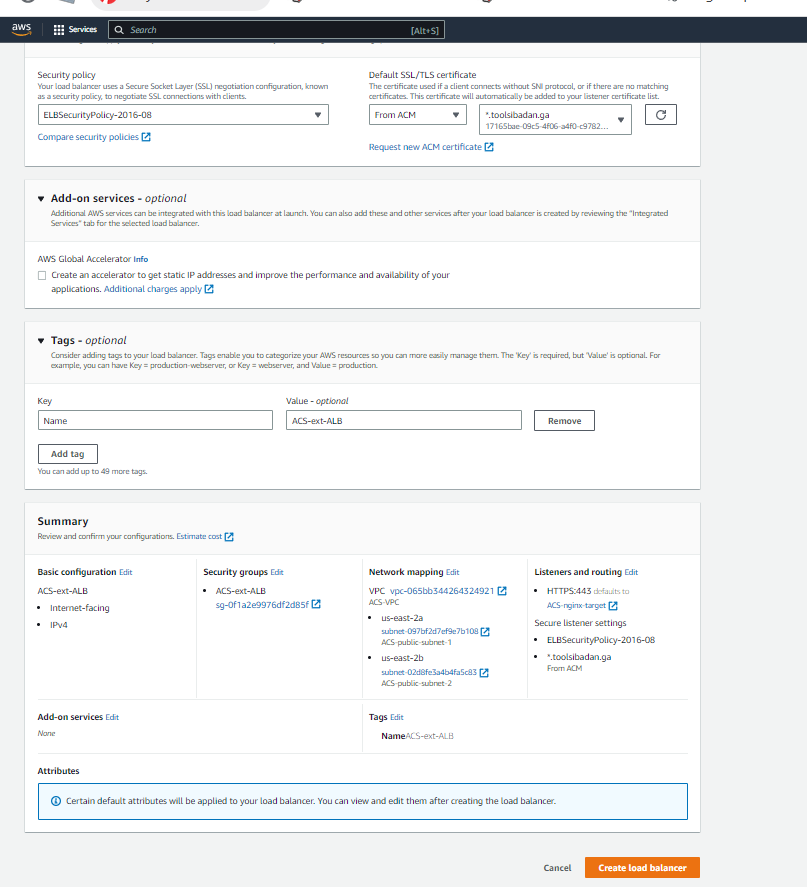 aws
Services
Search
[Alt+S]
Security policy
Your load balancer uses a Secure Socket Layer (SSL) negotiation configuration, known
as a security policy, to negotiate SSL connections with clients.
ELBSecurityPolicy-2016-08
Compare security policies
Default SSL/TLS certificate
The certificate used if a client connects without SNI protocol, or if there are no matching
certificates. This certificate will automatically be added to your listener certificate list.
From ACM
*.toolsibadan.ga
17165bae-09c5-4f06-a4f0-c9782...
Request new ACM certificate
Add-on services - optional
Additional AWS services can be integrated with this load balancer at launch. You can also add these and other services after your load balancer is created by reviewing the "Integrated
Services" tab for the selected load balancer.
AWS Global Accelerator Info
Create an accelerator to get static IP addresses and improve the performance and availability of your
applications. Additional charges apply
Tags - optional
Consider adding tags to your load balancer. Tags enable you to categorize your AWS resources so you can more easily manage them. The 'Key' is required, but 'Value' is optional. For
example, you can have Key = production-webserver, or Key = webserver, and Value = production.
Key
Value - optional
Name
ACS-ext-ALB
Remove
Add tag
You can add up to 49 more tags.
Summary
Review and confirm your configurations. Estimate cost
Basic configuration Edit
ACS-ext-ALB
• Internet-facing
• IPv4
Security groups Edit
• ACS-ext-ALB
sg-0f1a2e9976df2d85f
Network mapping Edit
VPC vpc-065bb344264324921
ACS-VPC
• us-east-2a
subnet-097bf2d7ef9e7b108
ACS-public-subnet-1
• us-east-2b
subnet-02d8fe3a4b4fa5c83
ACS-public-subnet-2
Listeners and routing Edit
• HTTPS:443 defaults to
ACS-nginx-target
Secure listener settings
• ELBSecurityPolicy-2016-08
• *.toolsibadan.ga
From ACM
Add-on services Edit
None
Tags Edit
NameACS-ext-ALB
Attributes
Certain default attributes will be applied to your load balancer. You can view and edit them after creating the load balancer.
Cancel
Create load balancer